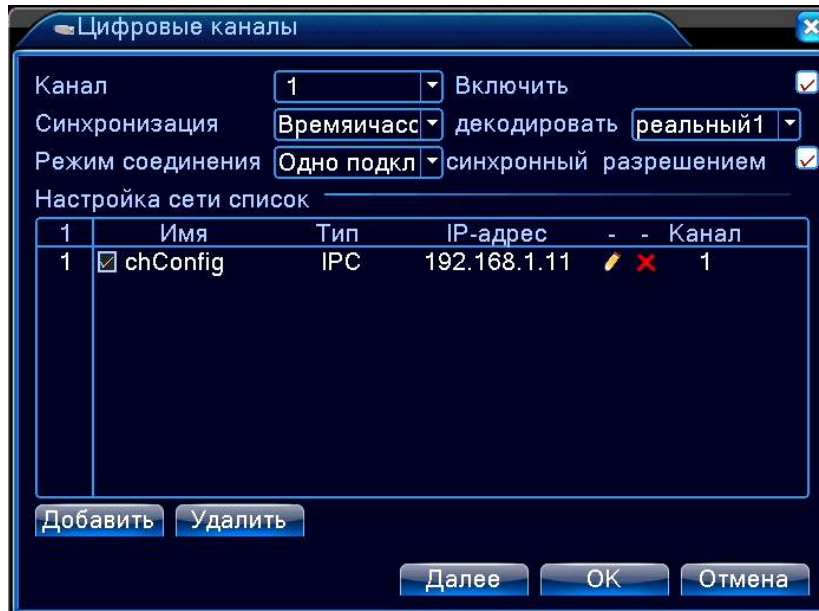 Цифровые каналы
Канал 1 Включить
Синхронизация Времяичасс декодировать реальный1
Режим соединения Одно подкл синхронный разрешением
Настройка сети список
1 Имя Тип IP-адрес - - Канал
1 chConfig IPC 192.168.1.11 1
Добавить Удалить
Далее OK Отмена